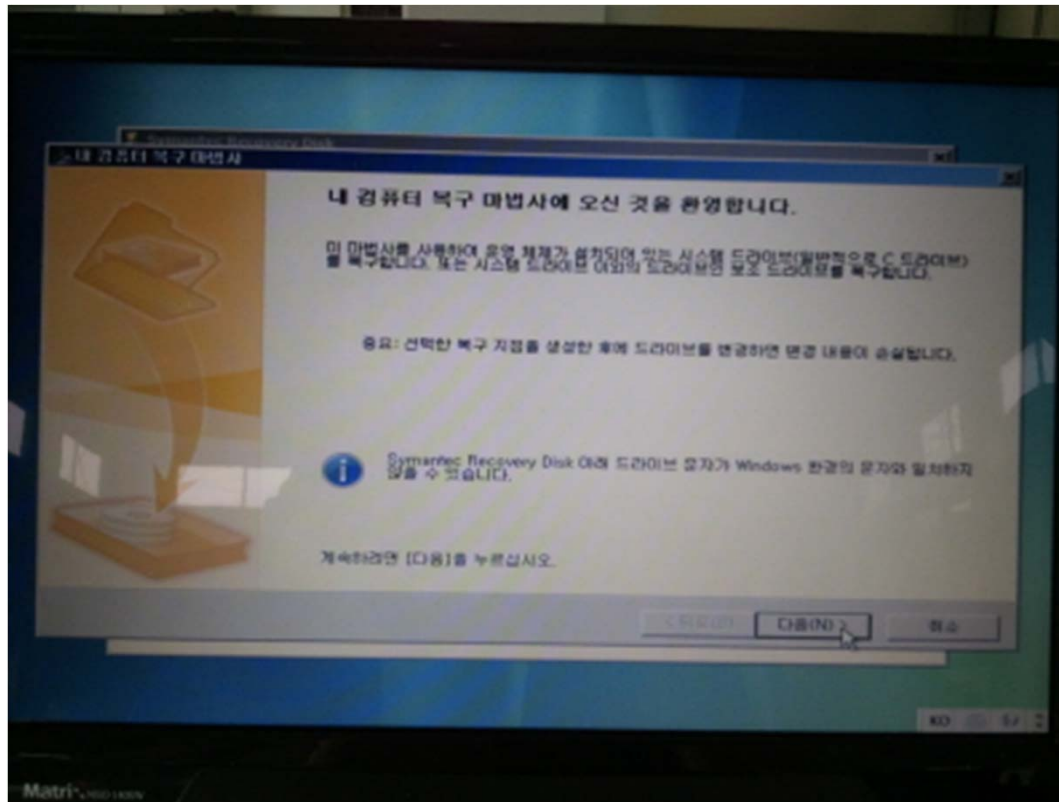 Symantec Recovery Disk
내 컴퓨터 복구 마법사
내 컴퓨터 복구 마법사에 오신 것을 환영합니다.
이 마법사를 사용하여 운영 체제가 설치되어 있는 시스템 드라이브(일반적으로 C 드라이브)
를 복구합니다. 또는 시스템 드라이브 이외의 드라이브인 보조 드라이브를 복구합니다.
중요: 선택한 복구 지점을 생성한 후에 드라이브를 변경하면 변경 내용이 손실됩니다.
Symantec Recovery Disk 아래 드라이브 문자가 Windows 환경의 문자와 일치하지
않을 수 있습니다.
계속하려면 [다음]을 누르십시오.
< 뒤로(B) 다음(N) > 취소
KO
Matri